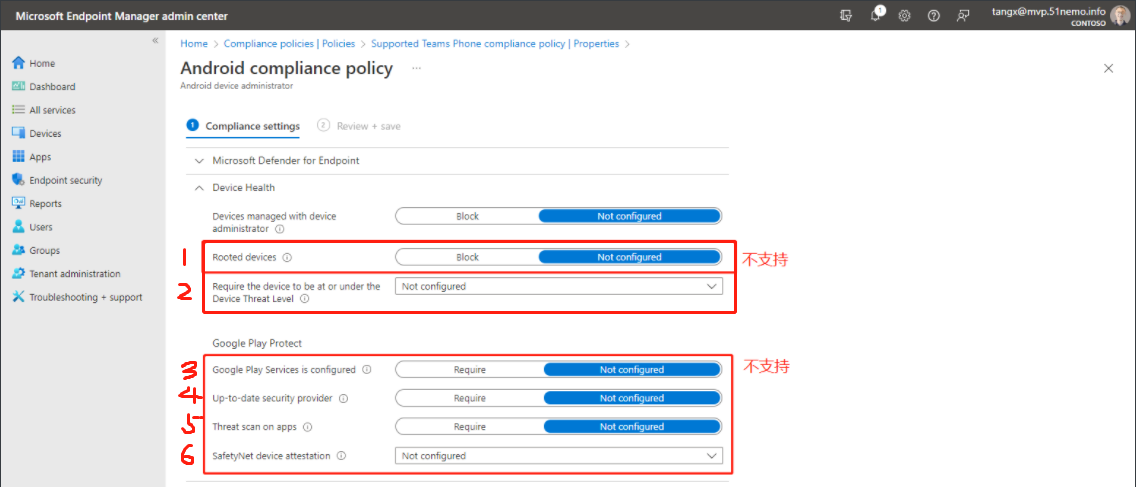 Microsoft Endpoint Manager admin center
1
tangx@mvp.51nemo.info
CONTOSO
«
Home > Compliance policies | Policies > Supported Teams Phone compliance policy | Properties >
Android compliance policy ...
Android device administrator
Home
Dashboard
All services
Devices
Apps
Endpoint security
Reports
Users
Groups
Tenant administration
Troubleshooting + support
1 Compliance settings 2 Review + save
Microsoft Defender for Endpoint
Device Health
Devices managed with device
administrator
Block Not configured
1 Rooted devices Block Not configured 不支持
2 Require the device to be at or under the
Device Threat Level
Not configured
Google Play Protect
3 Google Play Services is configured Require Not configured 不支持
4 Up-to-date security provider Require Not configured
5 Threat scan on apps Require Not configured
6 SafetyNet device attestation Not configured